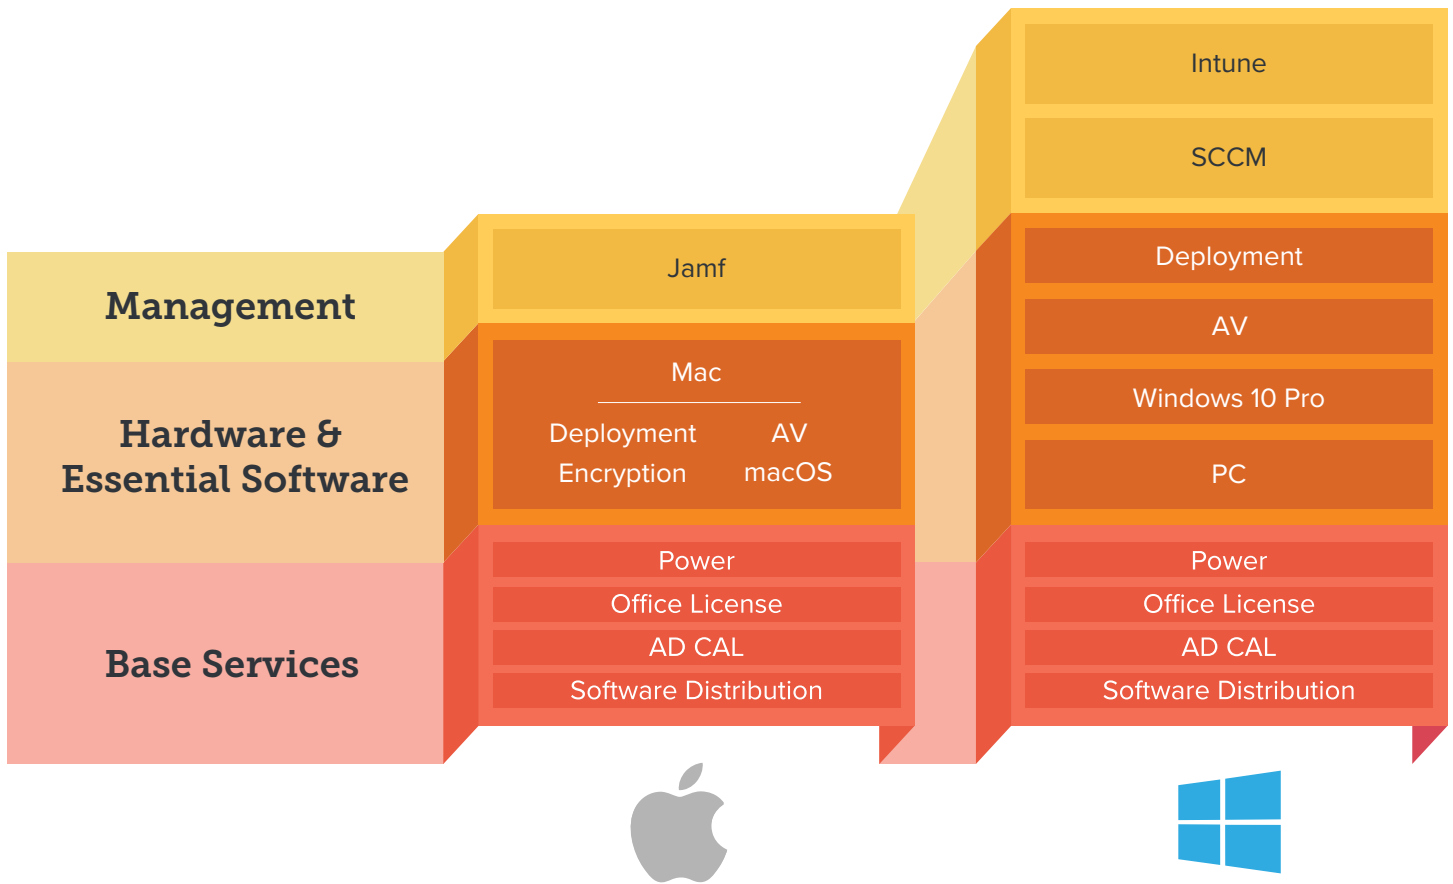 Management
Hardware &
Essential Software
Base Services
Jamf
Mac
Deployment
AV
Encryption
macOS
Power
Office License
AD CAL
Software Distribution
Intune
SCCM
Deployment
AV
Windows 10 Pro
PC
Power
Office License
AD CAL
Software Distribution